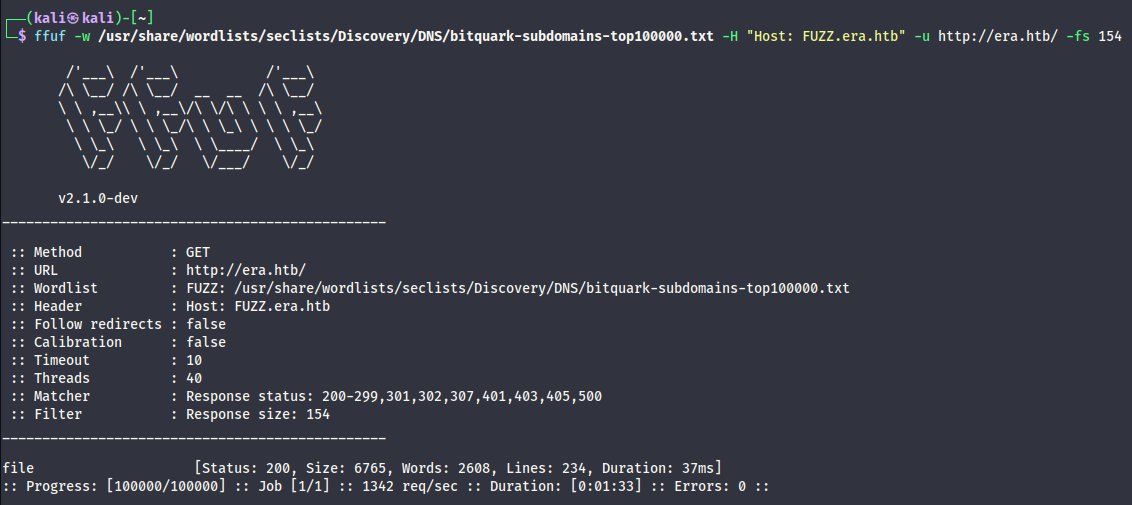 ┌──(kali㉿kali)-[~]
└─$ ffuf -w /usr/share/wordlists/seclists/Discovery/DNS/bitquark-subdomains-top100000.txt -H "Host: FUZZ.era.htb" -u http://era.htb/ -fs 154

        /'___\  /'___\           /'___\
       /\ \__/ /\ \__/  __  __  /\ \__/
       \ \ ,__\\ \ ,__\/\ \/\ \ \ \ ,__\
        \ \ \_/ \ \ \_/\ \ \_\ \ \ \ \_/
         \ \_\   \ \_\  \ \____/  \ \_\
          \/_/    \/_/   \/___/    \/_/

       v2.1.0-dev
________________________________________________

 :: Method           : GET
 :: URL              : http://era.htb/
 :: Wordlist         : FUZZ: /usr/share/wordlists/seclists/Discovery/DNS/bitquark-subdomains-top100000.txt
 :: Header           : Host: FUZZ.era.htb
 :: Follow redirects : false
 :: Calibration      : false
 :: Timeout          : 10
 :: Threads          : 40
 :: Matcher          : Response status: 200-299,301,302,307,401,403,405,500
 :: Filter           : Response size: 154
________________________________________________

file                    [Status: 200, Size: 6765, Words: 2608, Lines: 234, Duration: 37ms]
:: Progress: [100000/100000] :: Job [1/1] :: 1342 req/sec :: Duration: [0:01:33] :: Errors: 0 ::